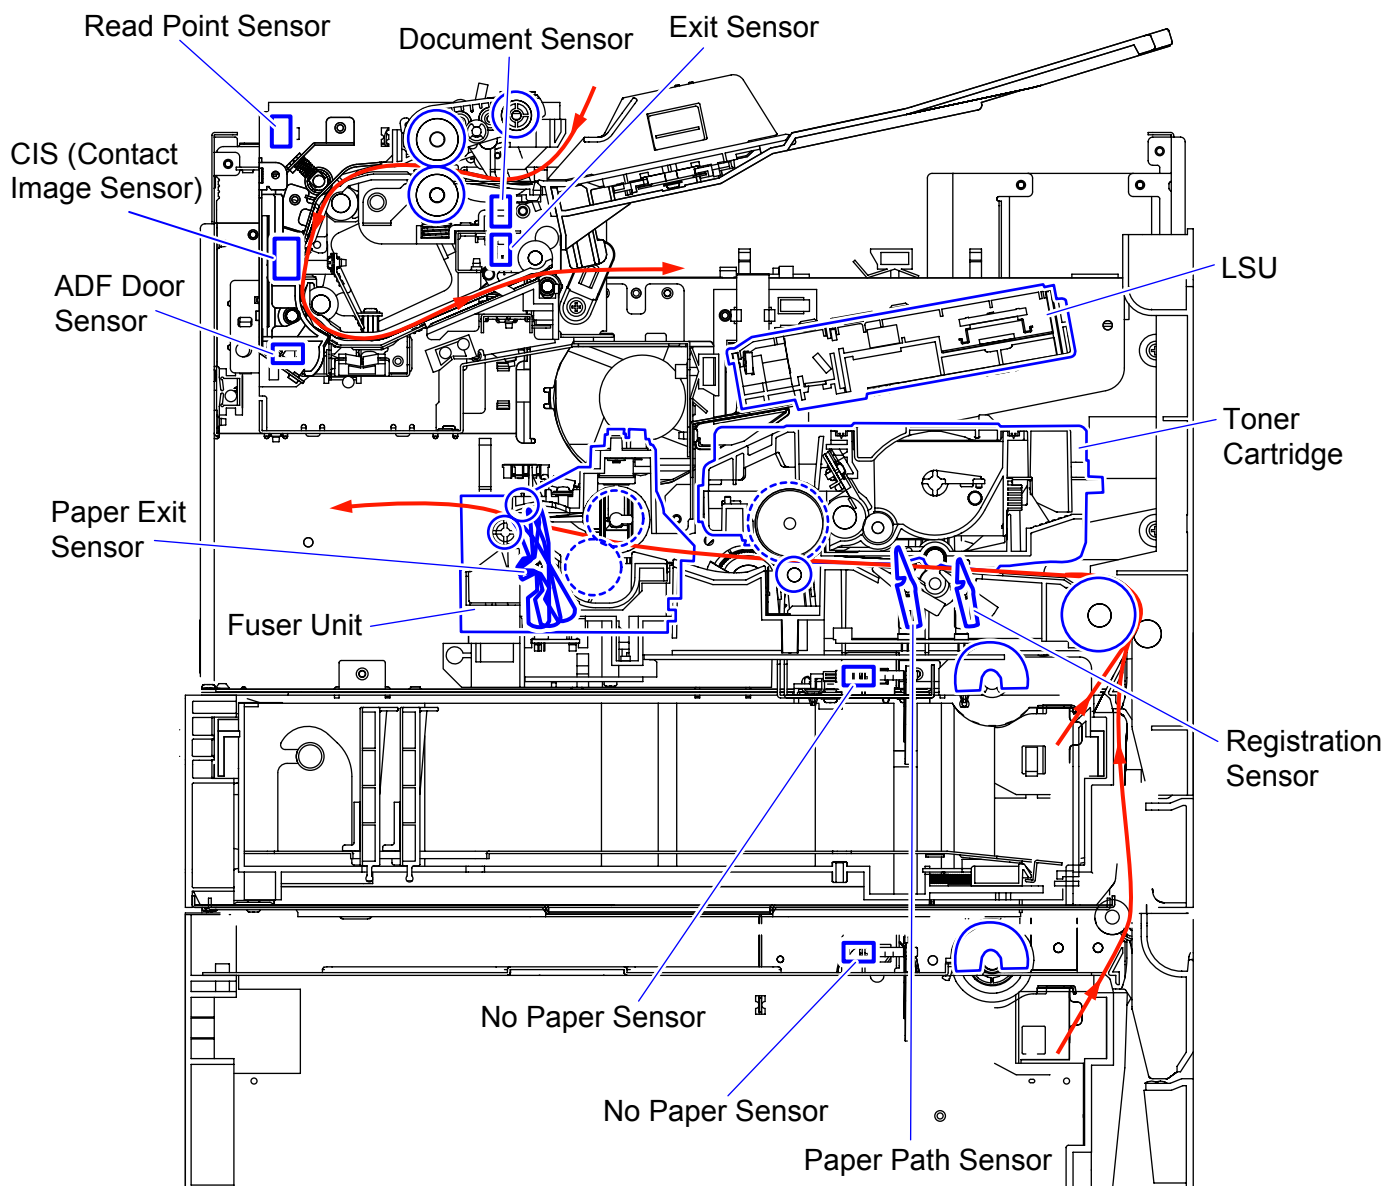 Read Point Sensor
Document Sensor
Exit Sensor
CIS (Contact
Image Sensor)
ADF Door
Sensor
LSU
Toner
Cartridge
Paper Exit
Sensor
Fuser Unit
Registration
Sensor
No Paper Sensor
No Paper Sensor
Paper Path Sensor